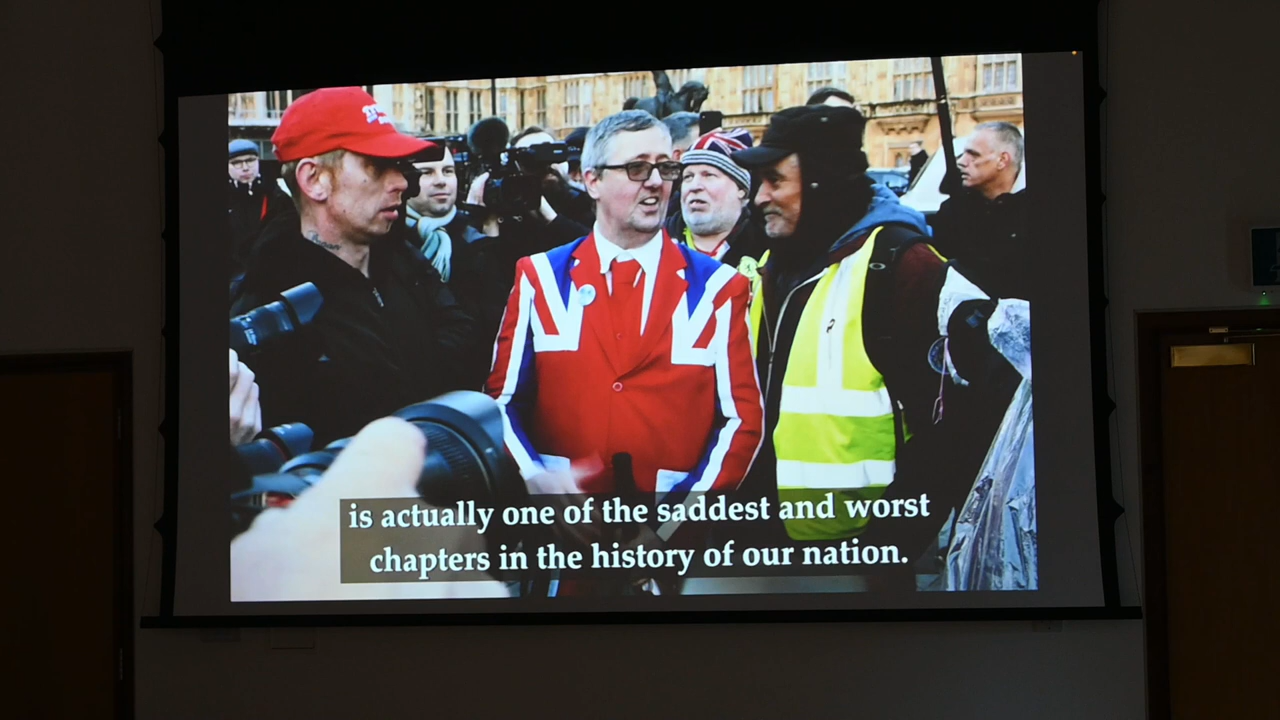 is actually one of the saddest and worst
chapters in the history of our nation.